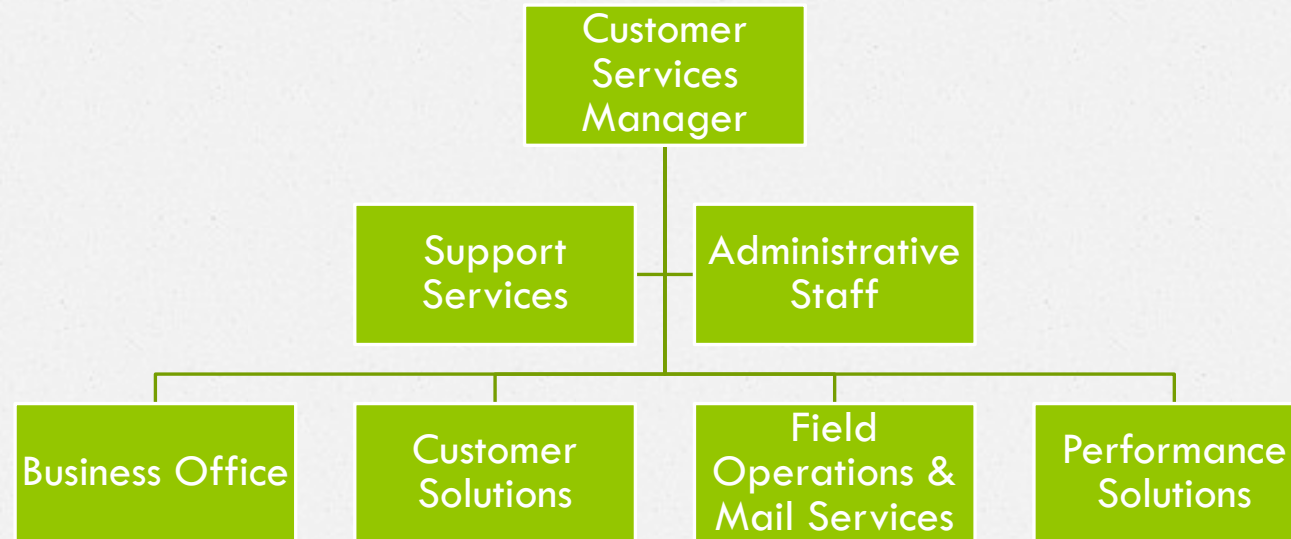 Customer
Services
Manager
Support
Services
Administrative
Staff
Business Office
Customer
Solutions
Field
Operations &
Mail Services
Performance
Solutions